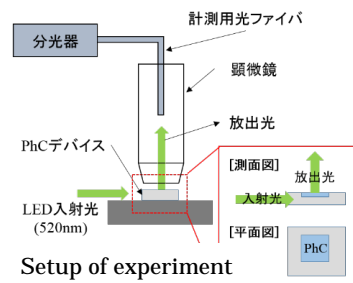 計測用光ファイバ
分光器
顕微鏡
放出光
PhCデバイス
[測面図]
放出光
入射光
LED入射光
(520nm)
[平面図]
PhC
Setup of experiment